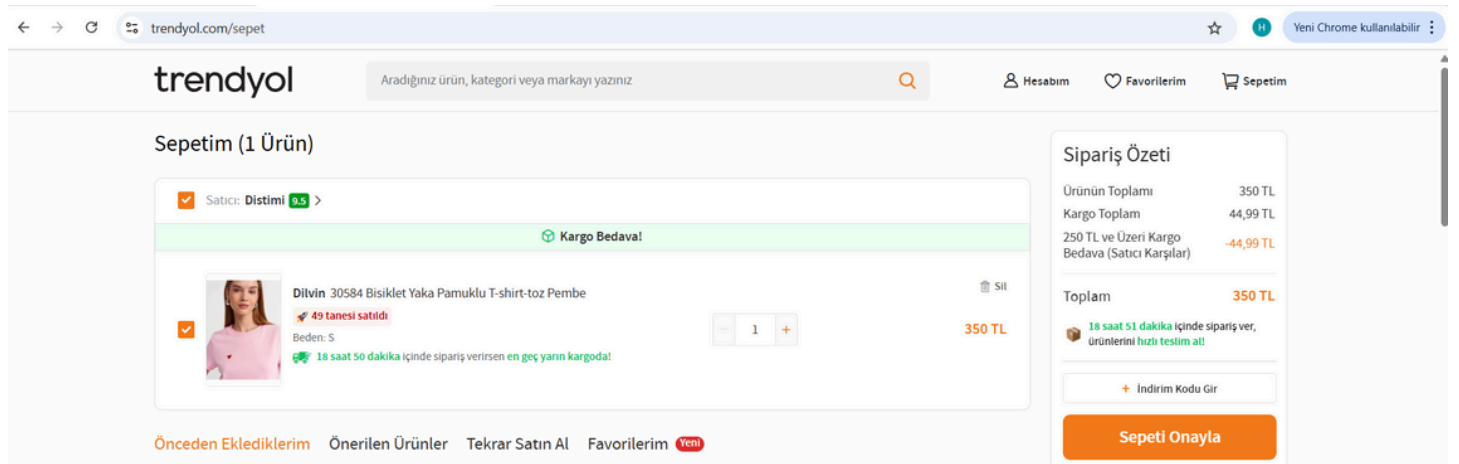 trendyol.com/sepet
H
Yeni Chrome kullanılabilir
trendyol
Aradığınız ürün, kategori veya markayı yazınız
Hesabım
Favorilerim
Sepetim
Sepetim (1 Ürün)
Satıcı: Distimi 9.5 >
Kargo Bedava!
Dilvin 30584 Bisiklet Yaka Pamuklu T-shirt-toz Pembe
49 tanesi satıldı
Beden: S
18 saat 50 dakika içinde sipariş verirsen en geç yarın kargoda!
− 1 +
Sil
350 TL
Önceden Eklediklerim Önerilen Ürünler Tekrar Satın Al Favorilerim Yeni
Sipariş Özeti
Ürünün Toplamı 350 TL
Kargo Toplam 44,99 TL
250 TL ve Üzeri Kargo
Bedava (Satıcı Karşılar) -44,99 TL
Toplam 350 TL
18 saat 51 dakika içinde sipariş ver,
ürünlerini hızlı teslim al!
+ İndirim Kodu Gir
Sepeti Onayla